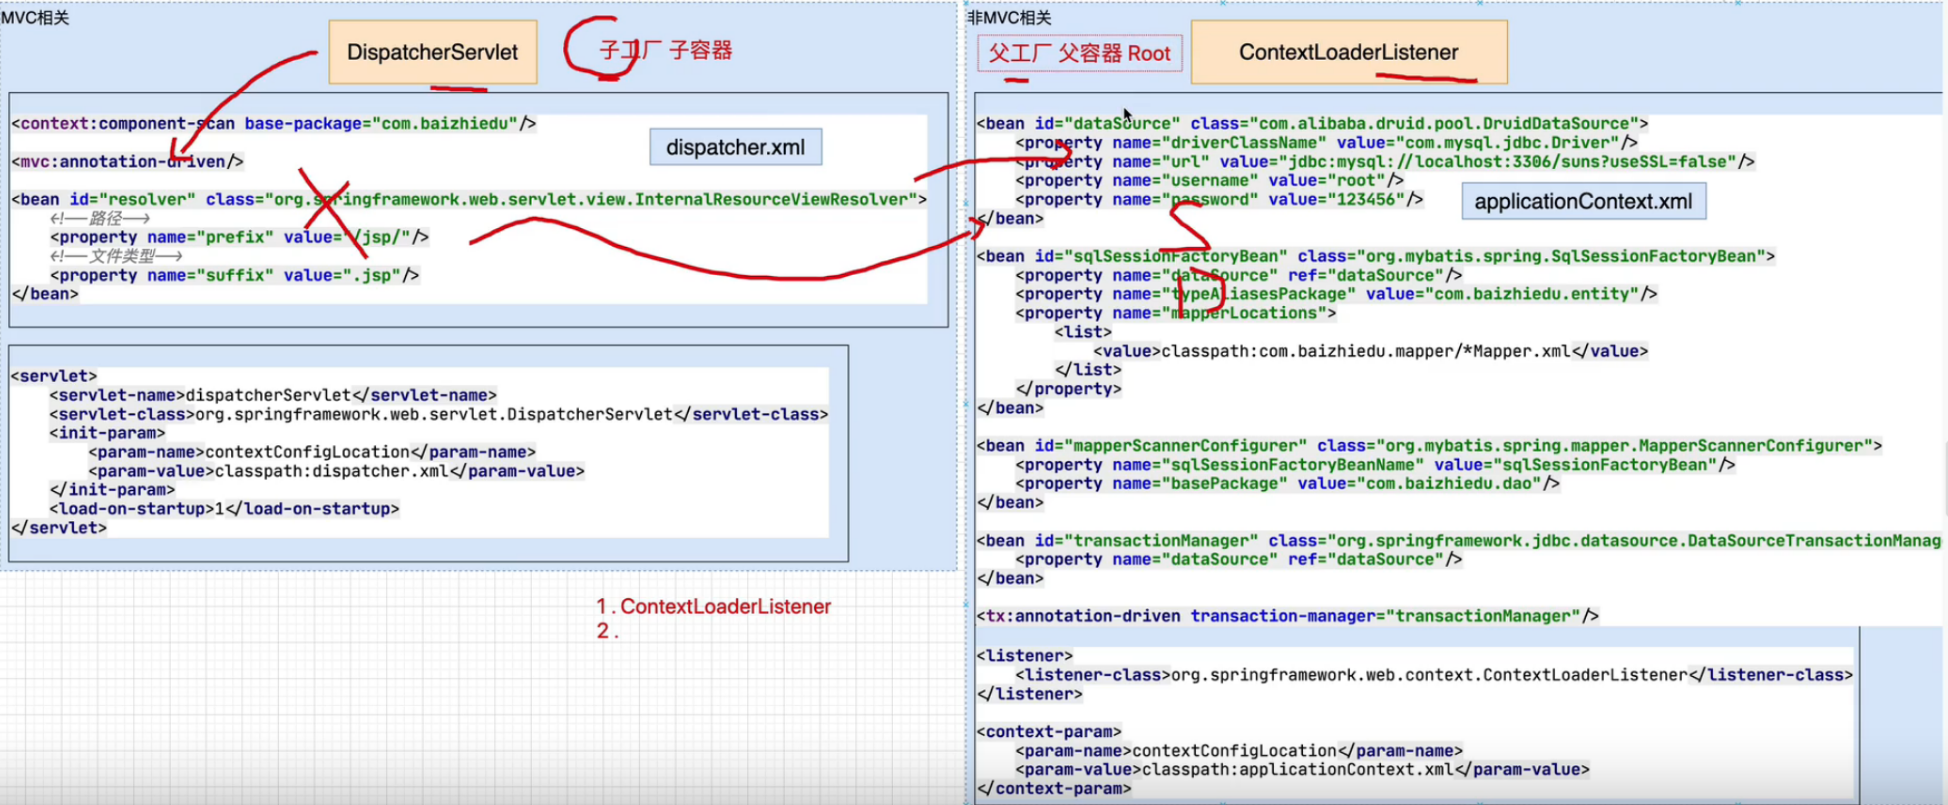 MVC相关
DispatcherServlet
子工厂 子容器
<context:component-scan base-package="com.baizhiedu"/>
dispatcher.xml
<mvc:annotation-driven/>
<bean id="resolver" class="org.springframework.web.servlet.view.InternalResourceViewResolver">
<!--路径-->
<property name="prefix" value="/jsp/"/>
<!--文件类型-->
<property name="suffix" value=".jsp"/>
</bean>
<servlet>
<servlet-name>dispatcherServlet</servlet-name>
<servlet-class>org.springframework.web.servlet.DispatcherServlet</servlet-class>
<init-param>
<param-name>contextConfigLocation</param-name>
<param-value>classpath:dispatcher.xml</param-value>
</init-param>
<load-on-startup>1</load-on-startup>
</servlet>
1 . ContextLoaderListener
2 .
非MVC相关
父工厂 父容器 Root
ContextLoaderListener
<bean id="dataSource" class="com.alibaba.druid.pool.DruidDataSource">
<property name="driverClassName" value="com.mysql.jdbc.Driver"/>
<property name="url" value="jdbc:mysql://localhost:3306/suns?useSSL=false"/>
<property name="username" value="root"/>
<property name="password" value="123456"/>
applicationContext.xml
</bean>
S
<bean id="sqlSessionFactoryBean" class="org.mybatis.spring.SqlSessionFactoryBean">
<property name="dataSource" ref="dataSource"/>
D
<property name="typeAliasesPackage" value="com.baizhiedu.entity"/>
<property name="mapperLocations">
<list>
<value>classpath:com.baizhiedu.mapper/*Mapper.xml</value>
</list>
</property>
</bean>
<bean id="mapperScannerConfigurer" class="org.mybatis.spring.mapper.MapperScannerConfigurer">
<property name="sqlSessionFactoryBeanName" value="sqlSessionFactoryBean"/>
<property name="basePackage" value="com.baizhiedu.dao"/>
</bean>
<bean id="transactionManager" class="org.springframework.jdbc.datasource.DataSourceTransactionManag
<property name="dataSource" ref="dataSource"/>
</bean>
<tx:annotation-driven transaction-manager="transactionManager"/>
<listener>
<listener-class>org.springframework.web.context.ContextLoaderListener</listener-class>
</listener>
<context-param>
<param-name>contextConfigLocation</param-name>
<param-value>classpath:applicationContext.xml</param-value>
</context-param>